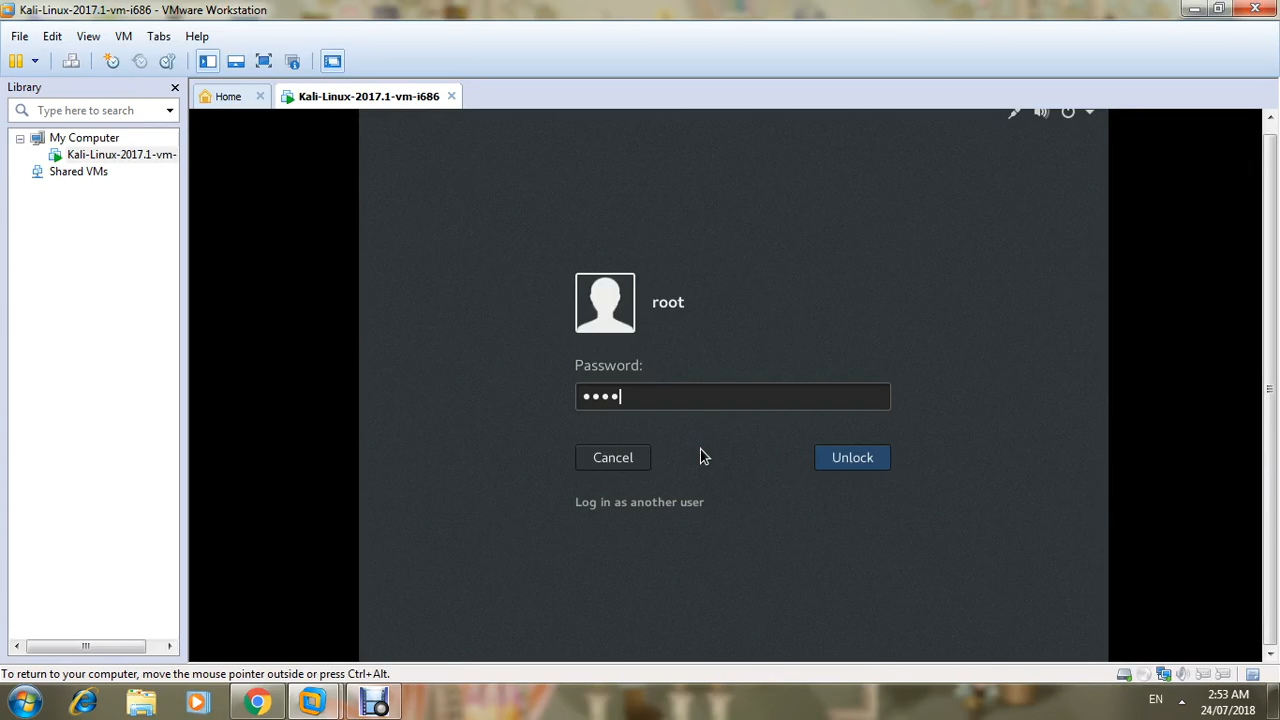 Kali-Linux-2017.1-vm-i686 - VMware Workstation
File Edit View VM Tabs Help
Library
Home
Kali-Linux-2017.1-vm-i686
Type here to search
My Computer
Kali-Linux-2017.1-vm-
Shared VMs
root
Password:
Cancel
Unlock
Log in as another user
To return to your computer, move the mouse pointer outside or press Ctrl+Alt.
EN
2:53 AM
24/07/2018